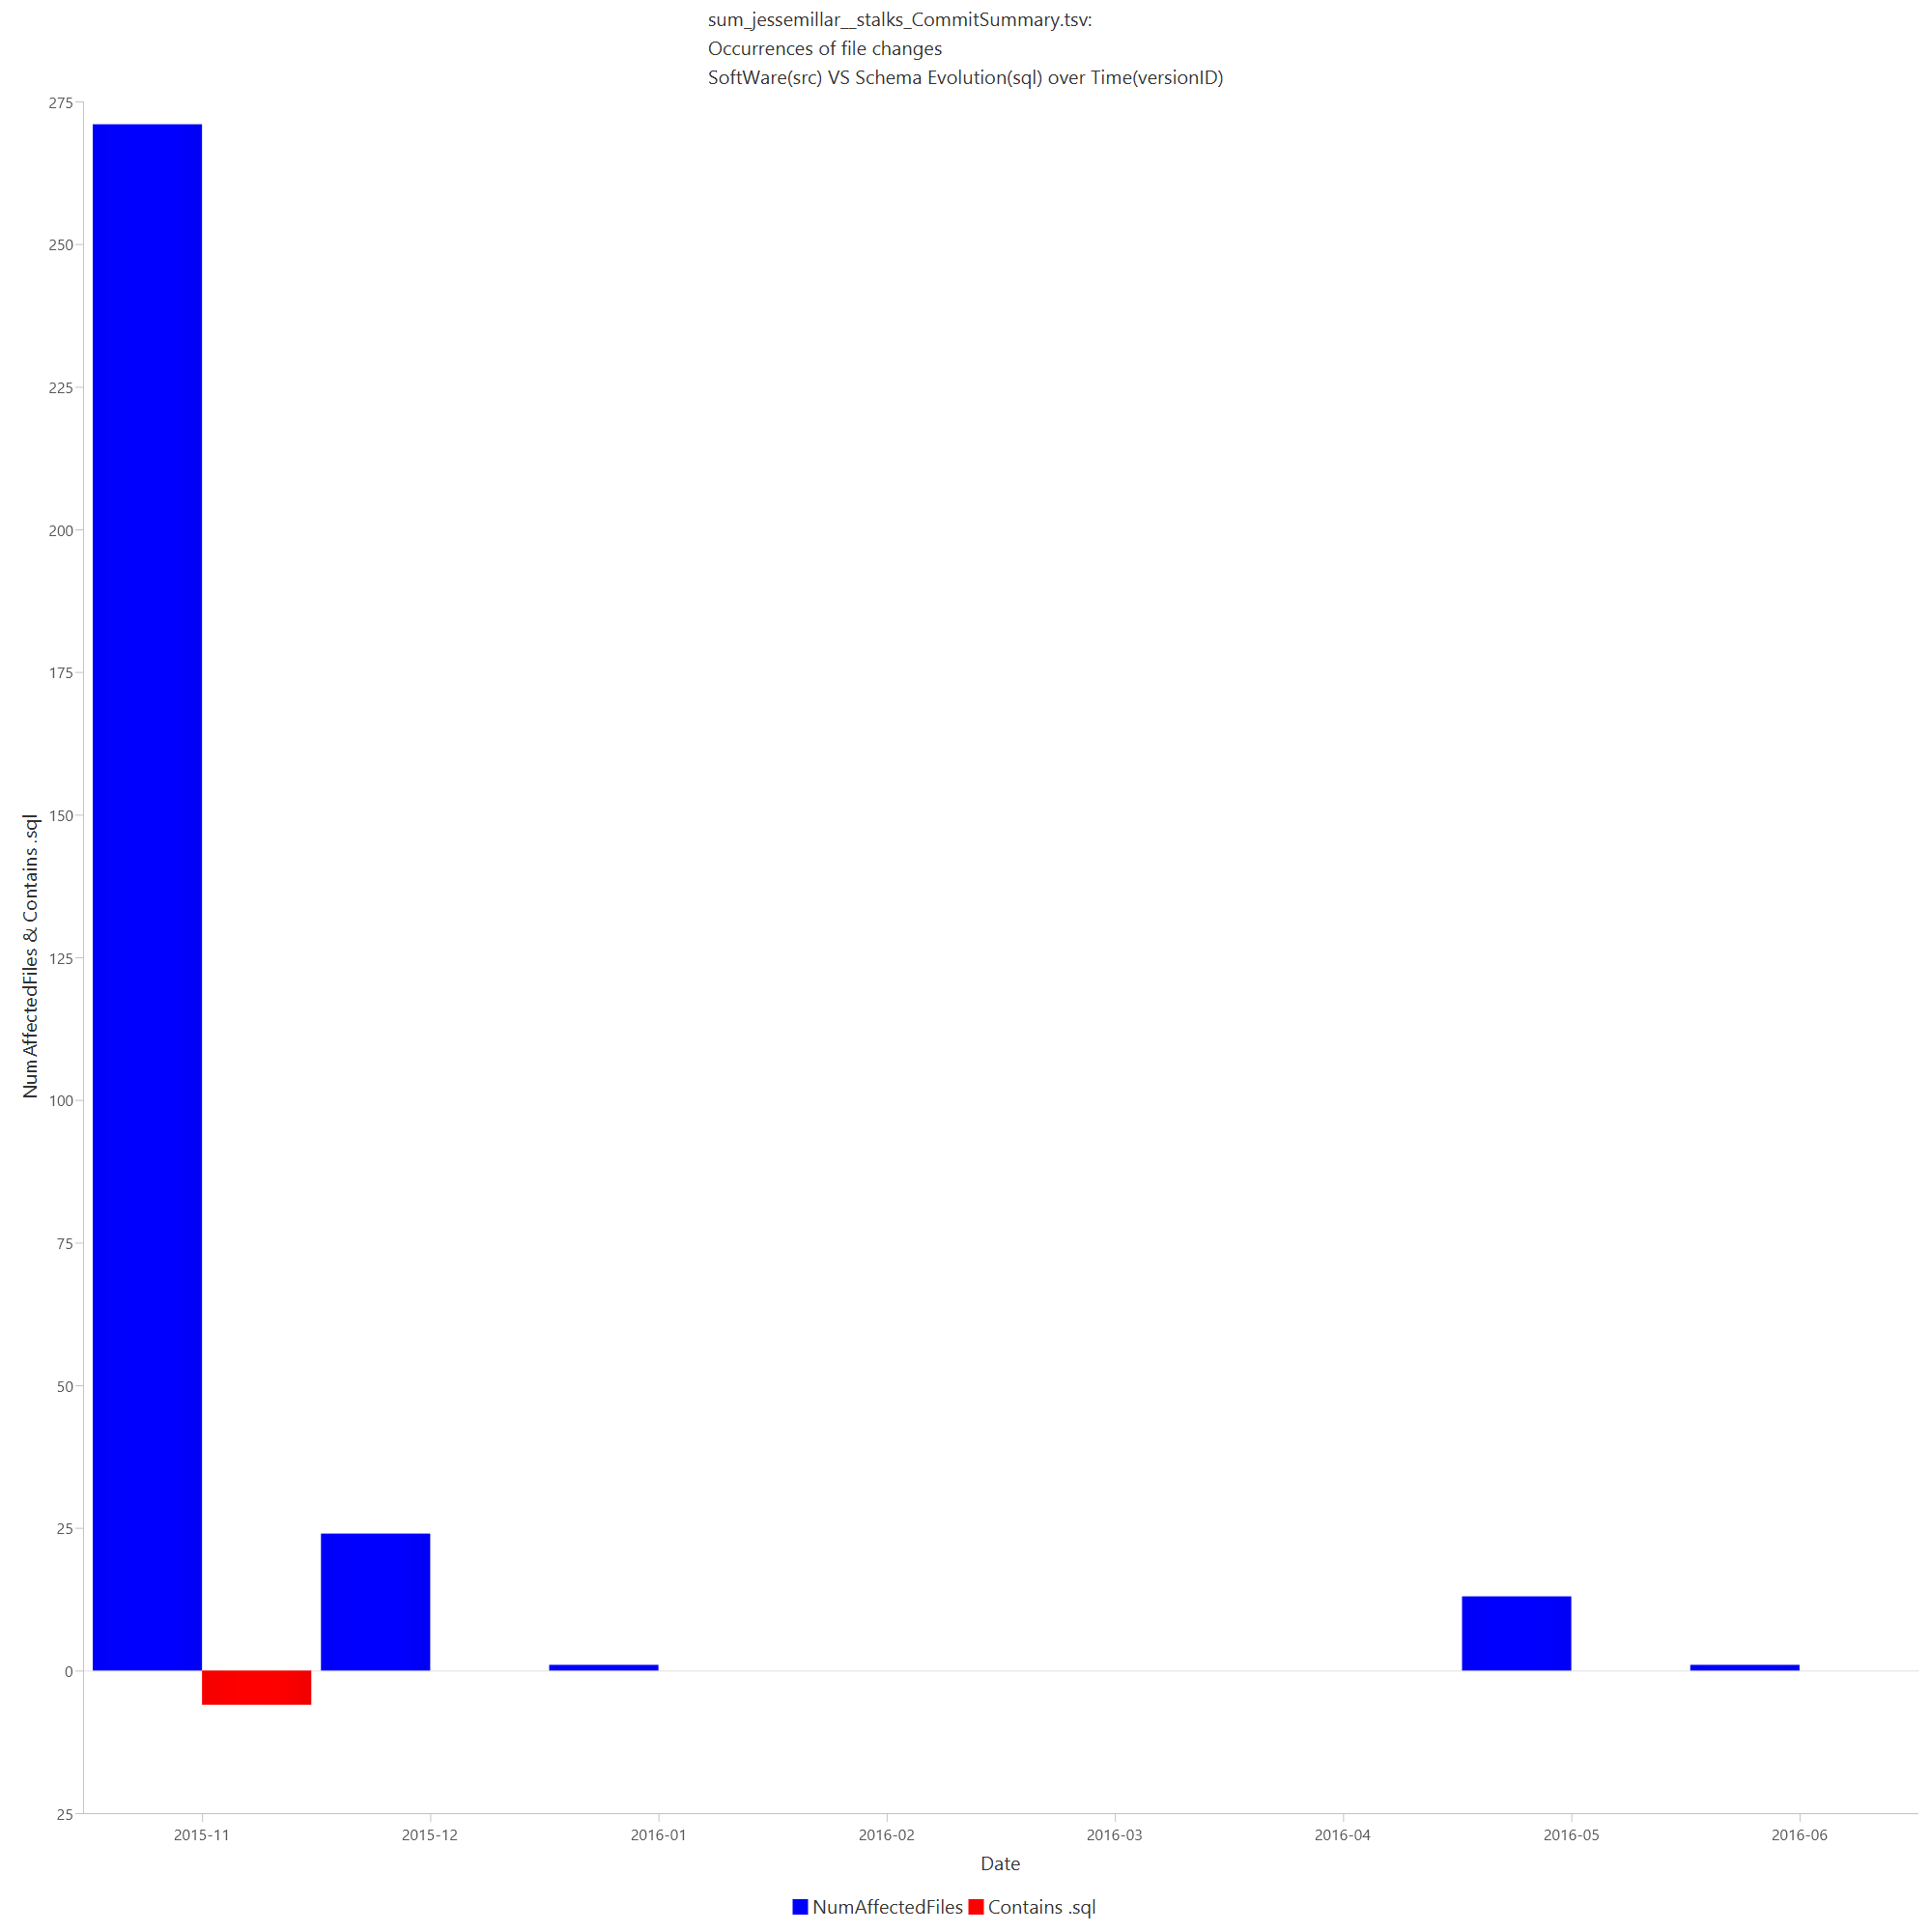 sum_jessemillar__stalks_CommitSummary.tsv:
Occurrences of file changes
SoftWare(src) VS Schema Evolution(sql) over Time(versionID)
NumAffectedFiles & Contains .sql
275
250
225
200
175
150
125
100
75
50
25
0
25
2015-11 2015-12 2016-01 2016-02 2016-03 2016-04 2016-05 2016-06
Date
NumAffectedFiles Contains .sql